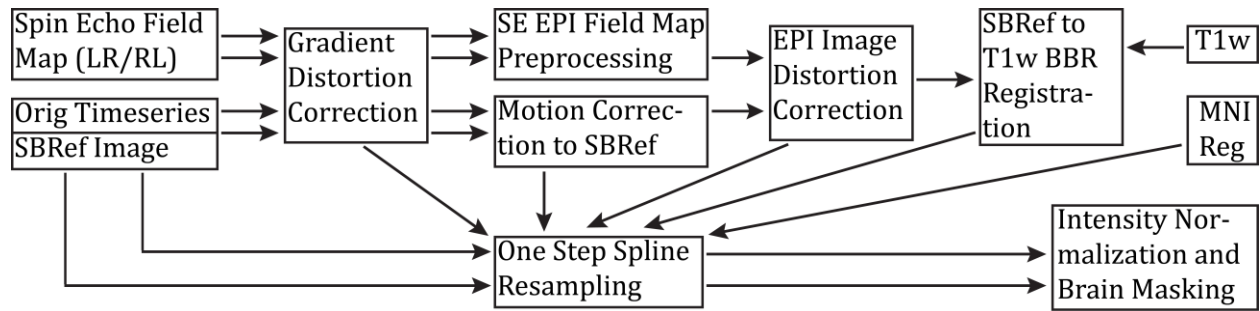 Spin Echo Field
Map (LR/RL)
Orig Timeseries
SBRef Image
Gradient
Distortion
Correction
SE EPI Field Map
Preprocessing
Motion Correc-
tion to SBRef
EPI Image
Distortion
Correction
SBRef to
T1w BBR
Registra-
tion
T1w
MNI
Reg
One Step Spline
Resampling
Intensity Nor-
malization and
Brain Masking